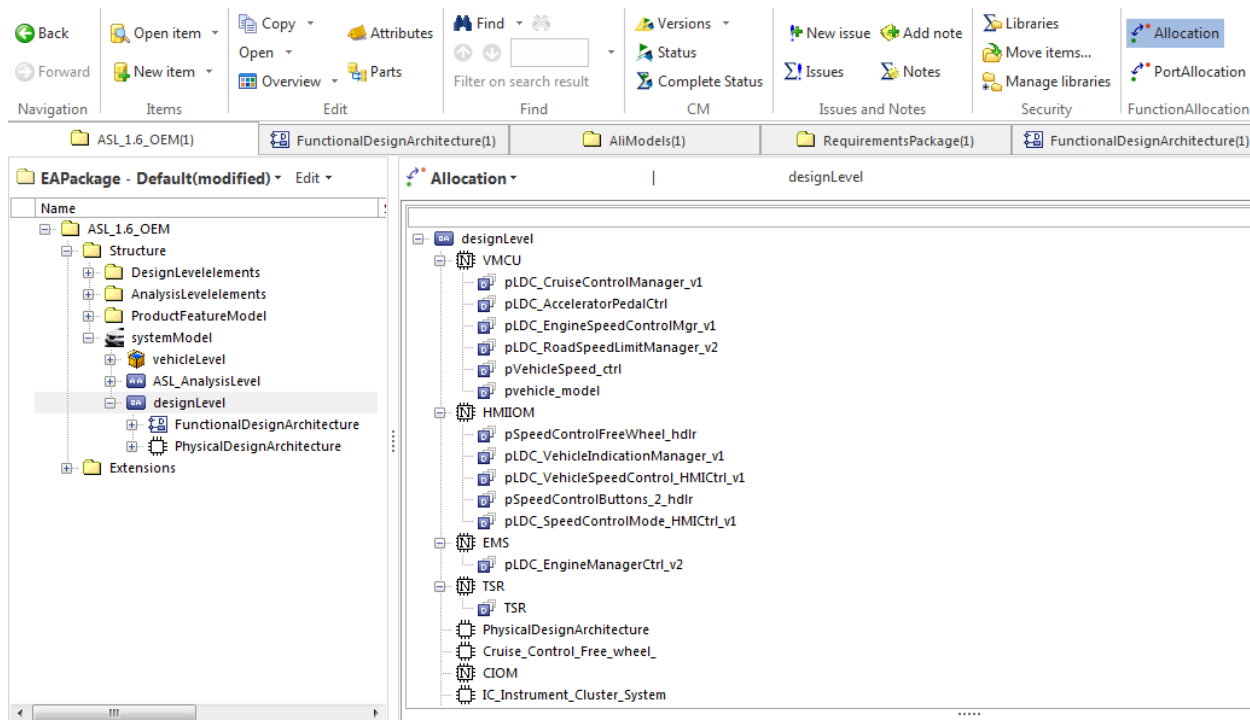 Back
Forward
Navigation
Open item
New item
Items
Copy
Open
Overview
Attributes
Parts
Edit
Find
Filter on search result
Find
Versions
Status
Complete Status
CM
New issue
Add note
Issues
Notes
Issues and Notes
Libraries
Move items...
Manage libraries
Security
Allocation
PortAllocation
FunctionAllocation
ASL_1.6_OEM(1)
FunctionalDesignArchitecture(1)
AliModels(1)
RequirementsPackage(1)
FunctionalDesignArchitecture(1)
EAPackage - Default(modified) Edit
Name
ASL_1.6_OEM
Structure
DesignLevelelements
AnalysisLevelelements
ProductFeatureModel
systemModel
vehicleLevel
AA ASL_AnalysisLevel
DA designLevel
FunctionalDesignArchitecture
PhysicalDesignArchitecture
Extensions
Allocation | designLevel
DA designLevel
N VMCU
D pLDC_CruiseControlManager_v1
D pLDC_AcceleratorPedalCtrl
D pLDC_EngineSpeedControlMgr_v1
D pLDC_RoadSpeedLimitManager_v2
D pVehicleSpeed_ctrl
D pvehicle_model
N HMIIOM
D pSpeedControlFreeWheel_hdlr
D pLDC_VehicleIndicationManager_v1
D pLDC_VehicleSpeedControl_HMICtrl_v1
D pSpeedControlButtons_2_hdlr
D pLDC_SpeedControlMode_HMICtrl_v1
N EMS
D pLDC_EngineManagerCtrl_v2
N TSR
D TSR
PhysicalDesignArchitecture
Cruise_Control_Free_wheel_
N CIOM
IC_Instrument_Cluster_System